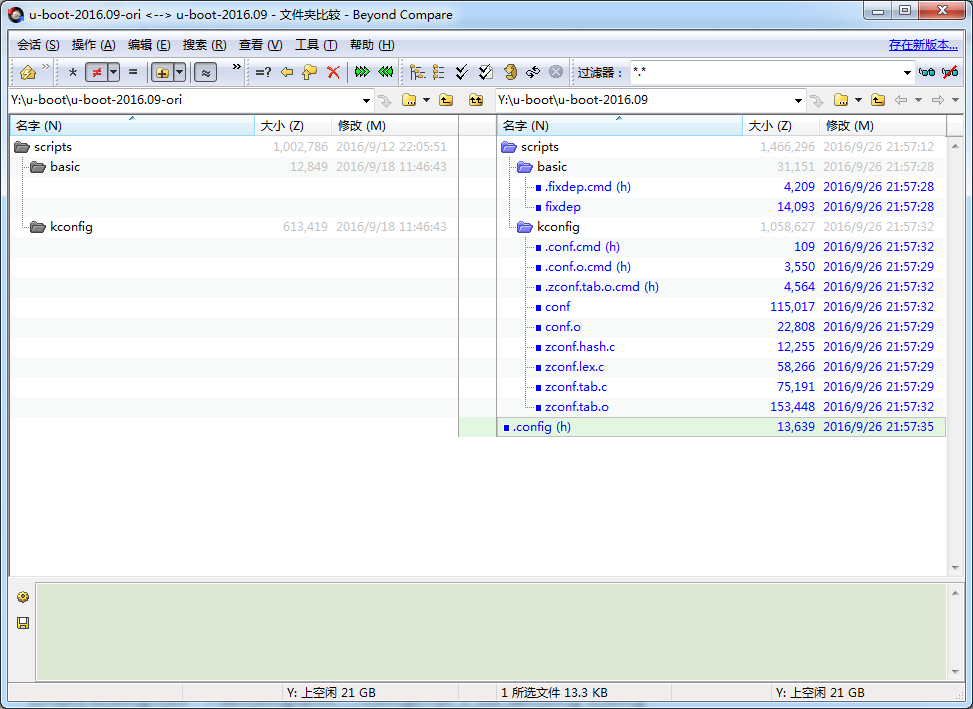 u-boot-2016.09-ori <--> u-boot-2016.09 - 文件夹比较 - Beyond Compare
会话 (S) 操作 (A) 编辑 (E) 搜索 (R) 查看 (V) 工具 (T) 帮助 (H) 存在新版本...
» * ≠ = ≈ » =? 过滤器： *.*
Y:\u-boot\u-boot-2016.09-ori Y:\u-boot\u-boot-2016.09
名字 (N) 大小 (Z) 修改 (M) 名字 (N) 大小 (Z) 修改 (M)
scripts 1,002,786 2016/9/12 22:05:51 scripts 1,466,296 2016/9/26 21:57:12
basic 12,849 2016/9/18 11:46:43 basic 31,151 2016/9/26 21:57:28
.fixdep.cmd (h) 4,209 2016/9/26 21:57:28
fixdep 14,093 2016/9/26 21:57:28
kconfig 613,419 2016/9/18 11:46:43 kconfig 1,058,627 2016/9/26 21:57:32
.conf.cmd (h) 109 2016/9/26 21:57:32
.conf.o.cmd (h) 3,550 2016/9/26 21:57:29
.zconf.tab.o.cmd (h) 4,564 2016/9/26 21:57:32
conf 115,017 2016/9/26 21:57:32
conf.o 22,808 2016/9/26 21:57:29
zconf.hash.c 12,255 2016/9/26 21:57:29
zconf.lex.c 58,266 2016/9/26 21:57:29
zconf.tab.c 75,191 2016/9/26 21:57:29
zconf.tab.o 153,448 2016/9/26 21:57:32
.config (h) 13,639 2016/9/26 21:57:35
Y: 上空闲 21 GB 1 所选文件 13.3 KB Y: 上空闲 21 GB